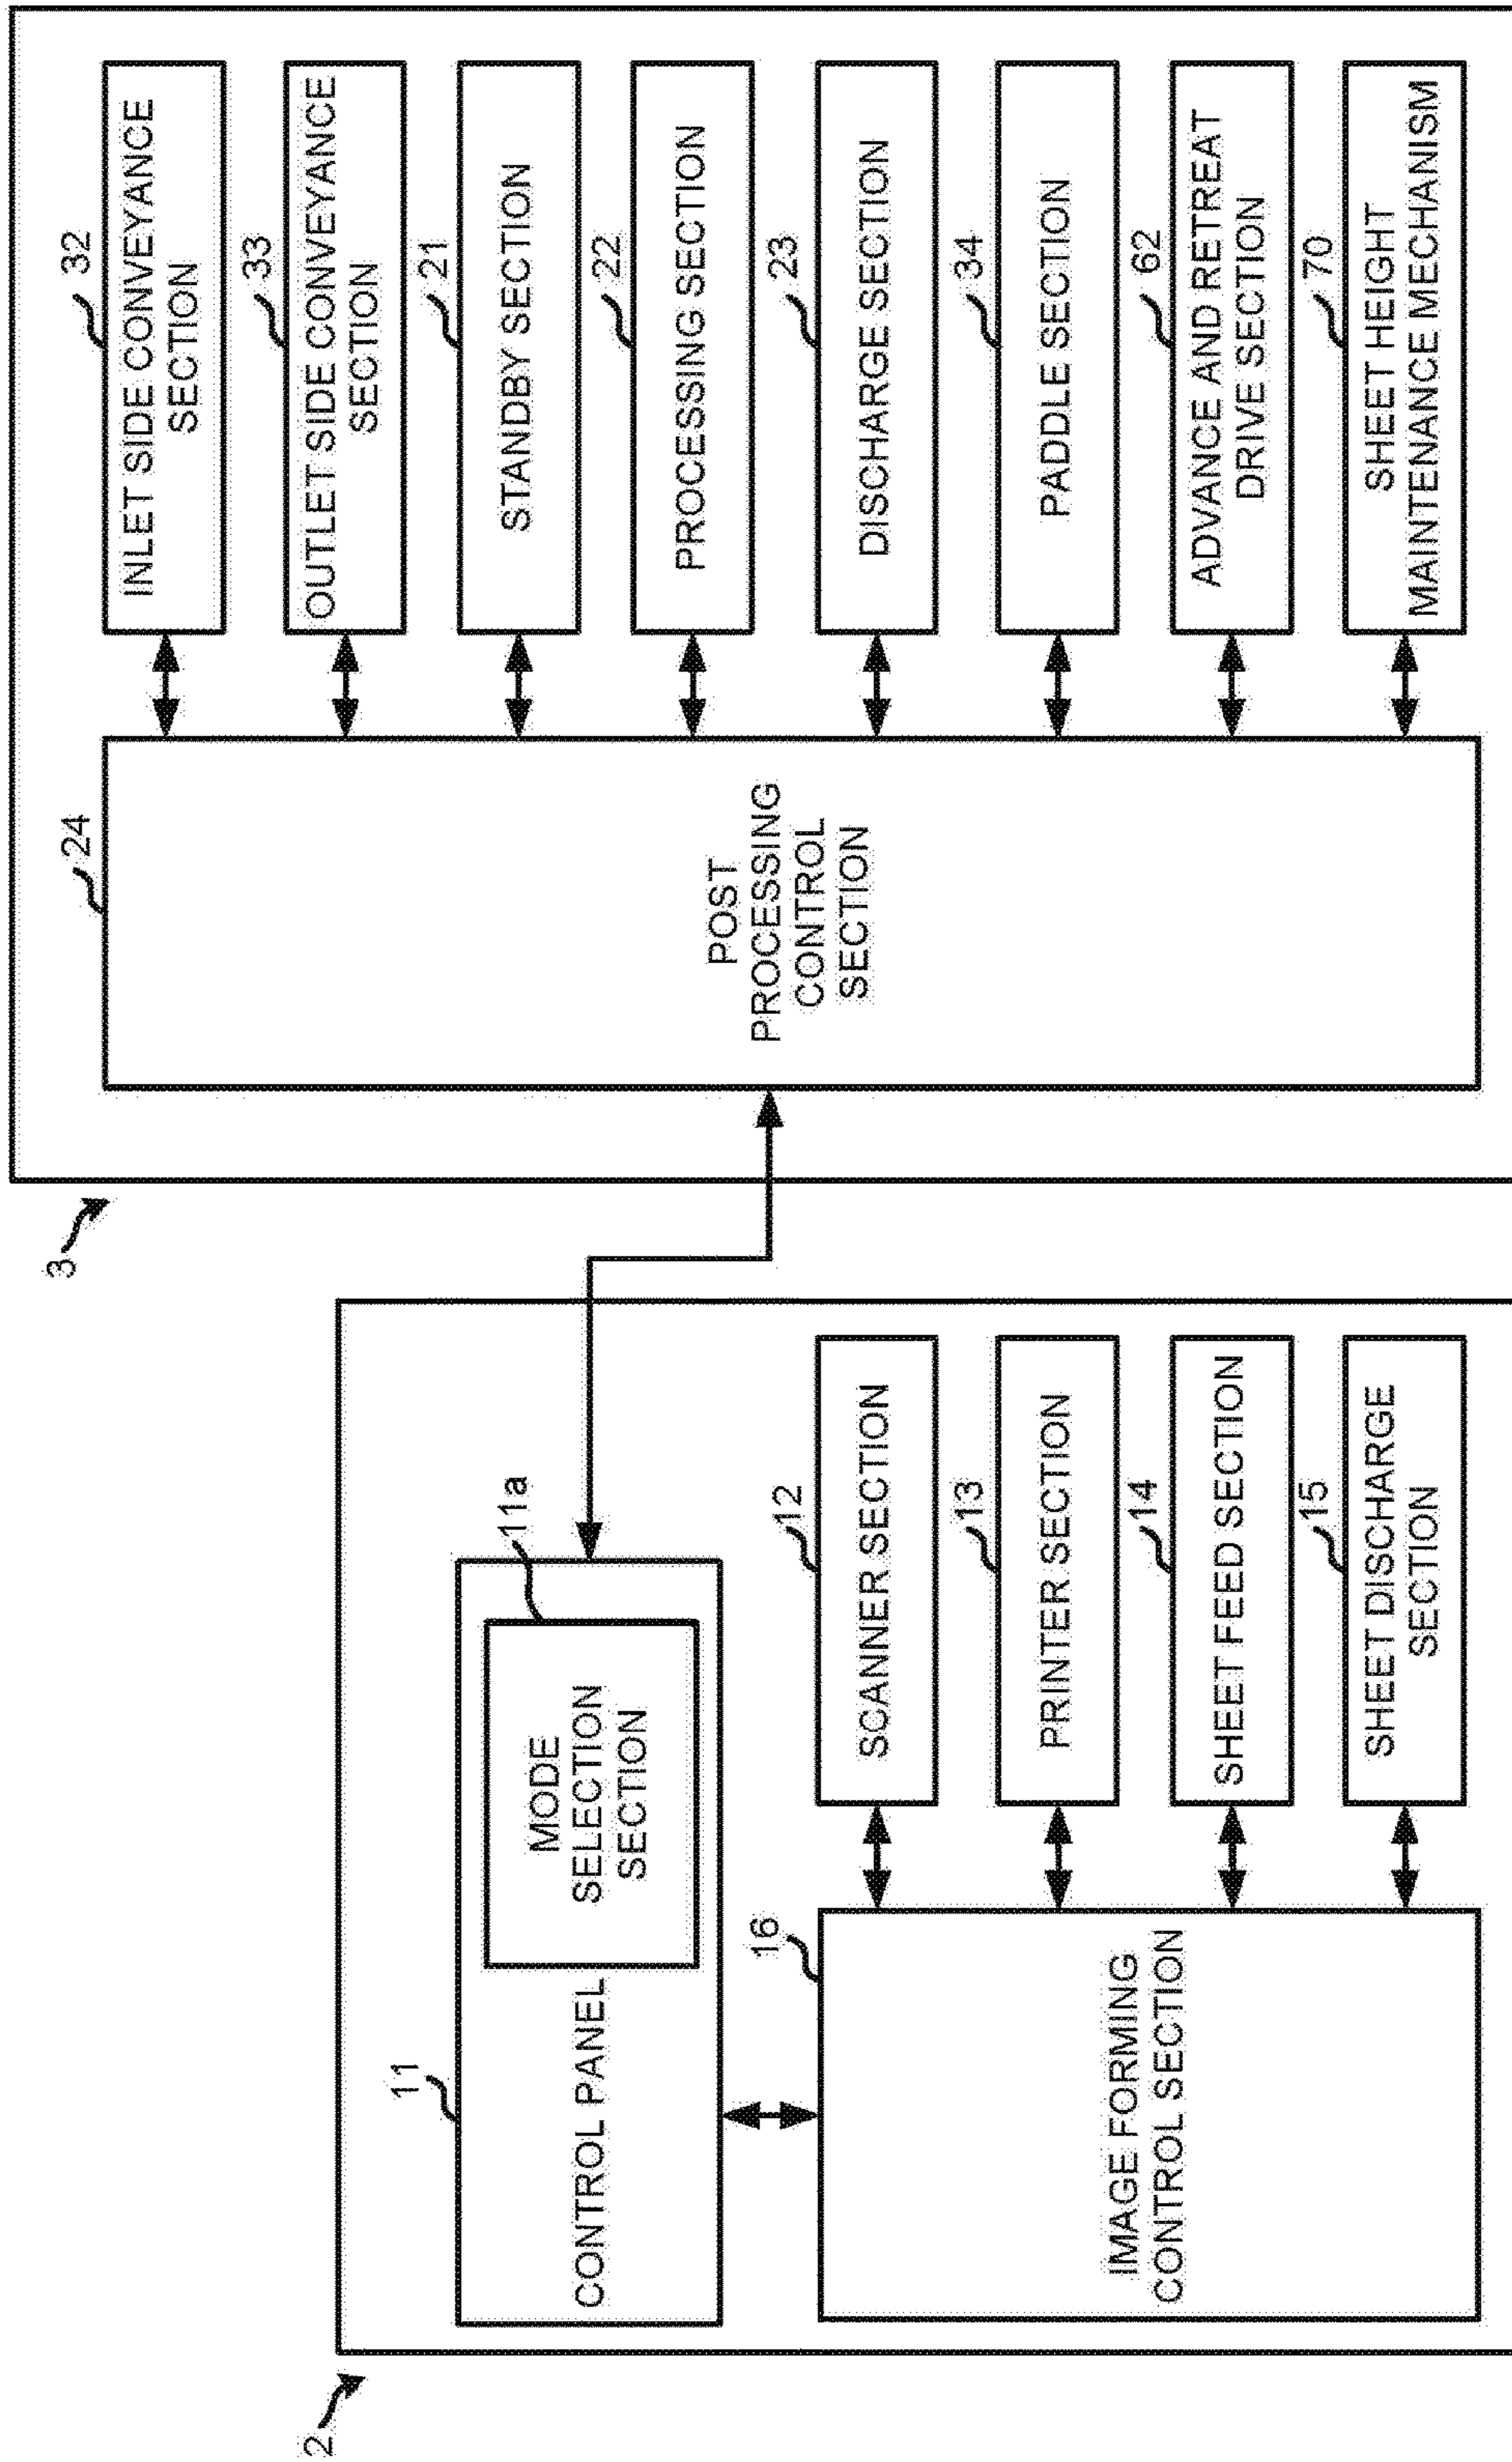 2
11
CONTROL PANEL
11a
MODE
SELECTION
SECTION
16
IMAGE FORMING
CONTROL SECTION
12
SCANNER SECTION
13
PRINTER SECTION
14
SHEET FEED SECTION
15
SHEET DISCHARGE
SECTION
3
24
POST
PROCESSING
CONTROL
SECTION
32
INLET SIDE CONVEYANCE
SECTION
33
OUTLET SIDE CONVEYANCE
SECTION
21
STANDBY SECTION
22
PROCESSING SECTION
23
DISCHARGE SECTION
34
PADDLE SECTION
62
ADVANCE AND RETREAT
DRIVE SECTION
70
SHEET HEIGHT
MAINTENANCE MECHANISM